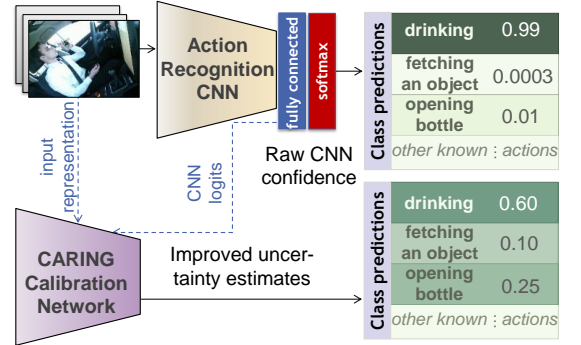 Action
Recognition
CNN
fully connected
softmax
Class predictions
drinking 0.99
fetching
an object 0.0003
opening
bottle 0.01
other known ⋮ actions
input
representation
CNN
logits
Raw CNN
confidence
CARING
Calibration
Network
Improved uncer-
tainty estimates
Class predictions
drinking 0.60
fetching
an object 0.10
opening
bottle 0.25
other known ⋮ actions